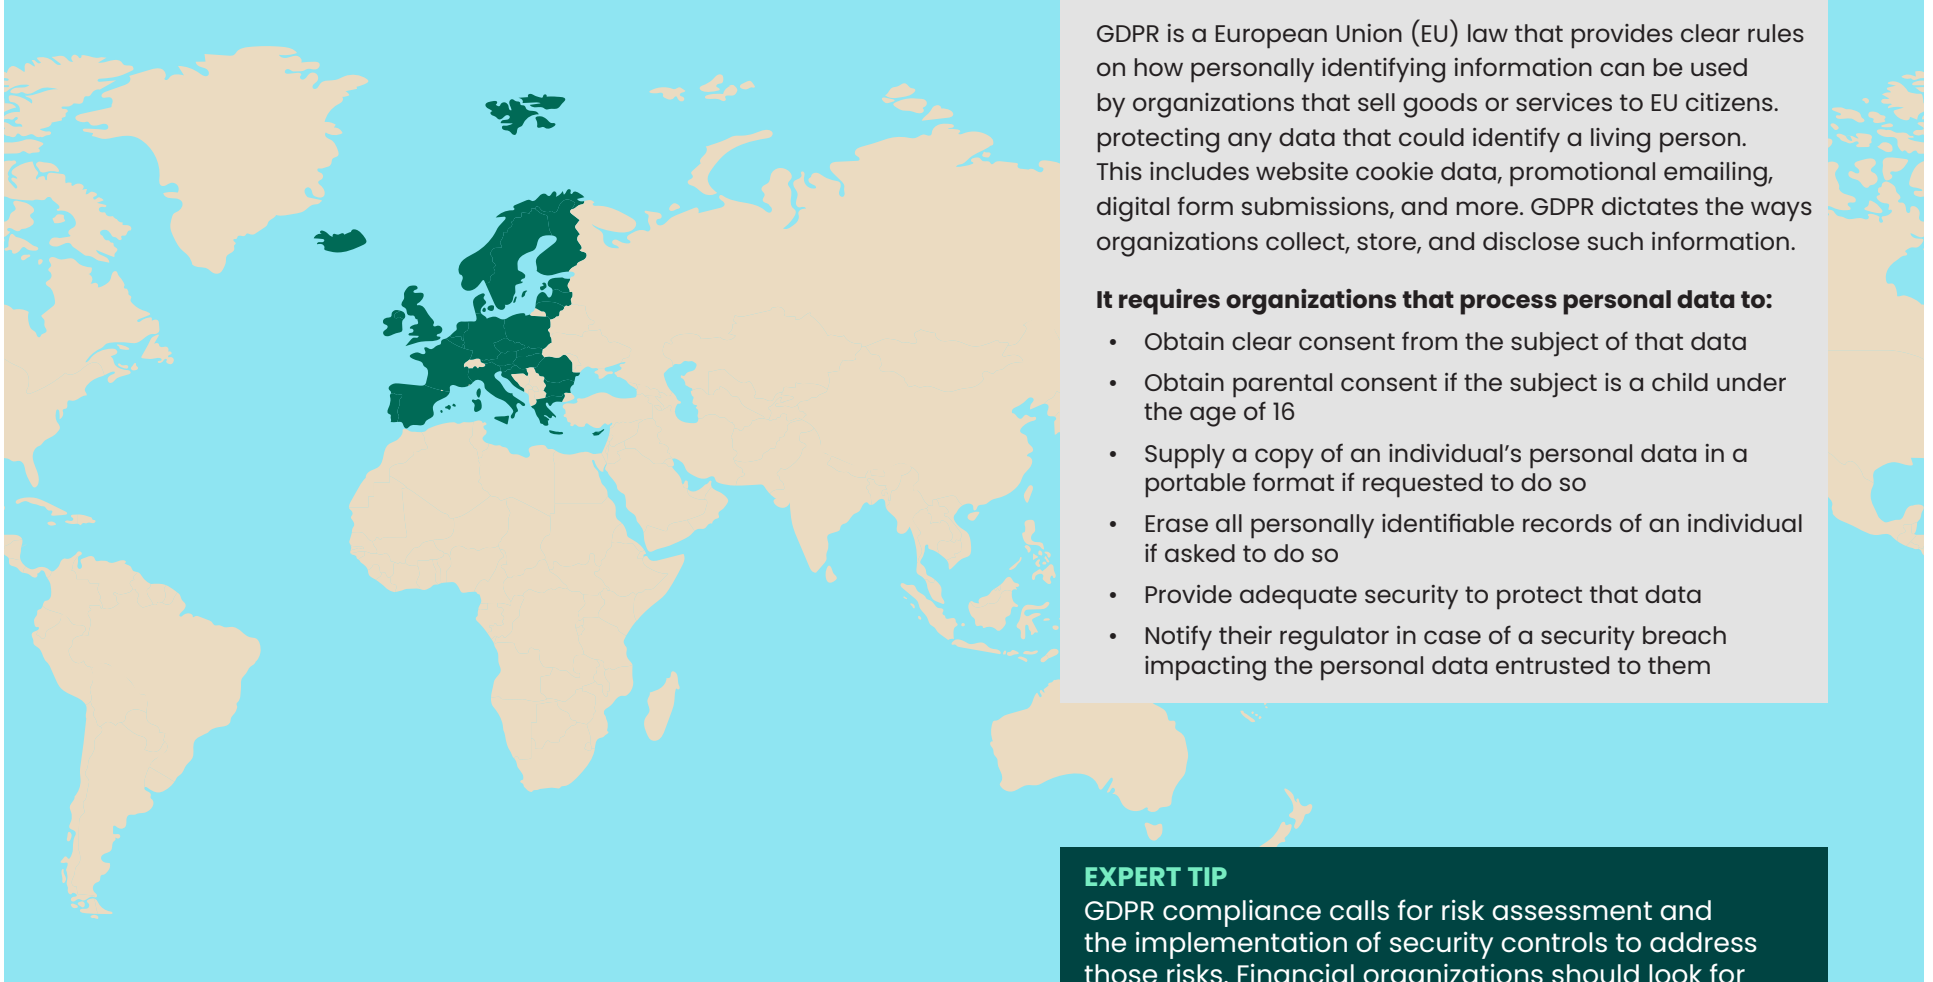 GDPR is a European Union (EU) law that provides clear rules
on how personally identifying information can be used
by organizations that sell goods or services to EU citizens.
protecting any data that could identify a living person.
This includes website cookie data, promotional emailing,
digital form submissions, and more. GDPR dictates the ways
organizations collect, store, and disclose such information.
It requires organizations that process personal data to:
• Obtain clear consent from the subject of that data
• Obtain parental consent if the subject is a child under
the age of 16
• Supply a copy of an individual’s personal data in a
portable format if requested to do so
• Erase all personally identifiable records of an individual
if asked to do so
• Provide adequate security to protect that data
• Notify their regulator in case of a security breach
impacting the personal data entrusted to them
EXPERT TIP
GDPR compliance calls for risk assessment and
the implementation of security controls to address
those risks. Financial organizations should look for